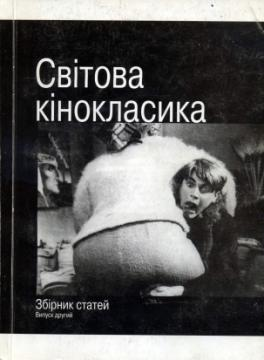 Світова
кінокласика
Збірник статей
Випуск другий